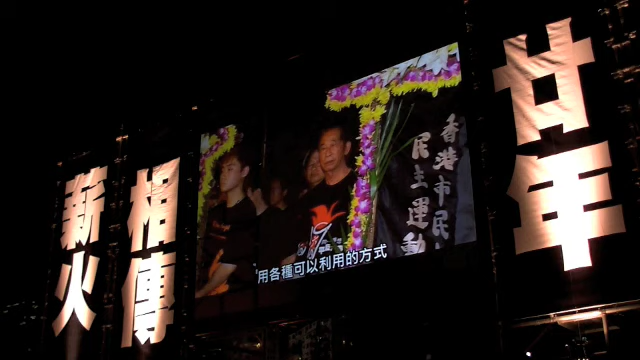 薪火
相傳
香港市民
民主運動
用各種可以利用的方式
廿年